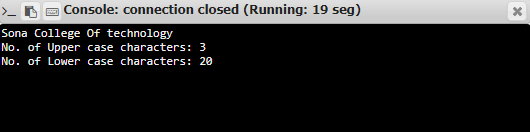 Console: connection closed (Running: 19 seg)
Sona College Of technology
No. of Upper case characters: 3
No. of Lower case characters: 20